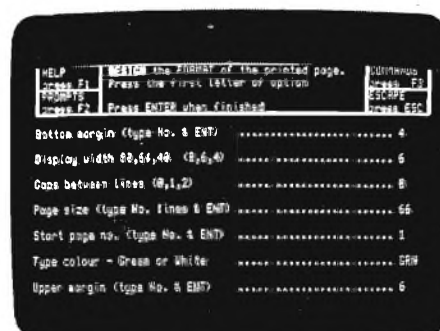 HELP DESIGN the FORMAT of the printed page. COMMANDS
press F1 Press the first letter of option press F3
PROMPTS ESCAPE
press F2 Press ENTER when finished press ESC
Bottom margin (type No. & ENT) 4
Display width 80,64,40 (8,6,4) 6
Gaps between lines (0,1,2) 0
Page size (type No. lines & ENT) 66
Start page no. (type No. & ENT) 1
Type colour - Green or White GRN
Upper margin (type No. & ENT) 6